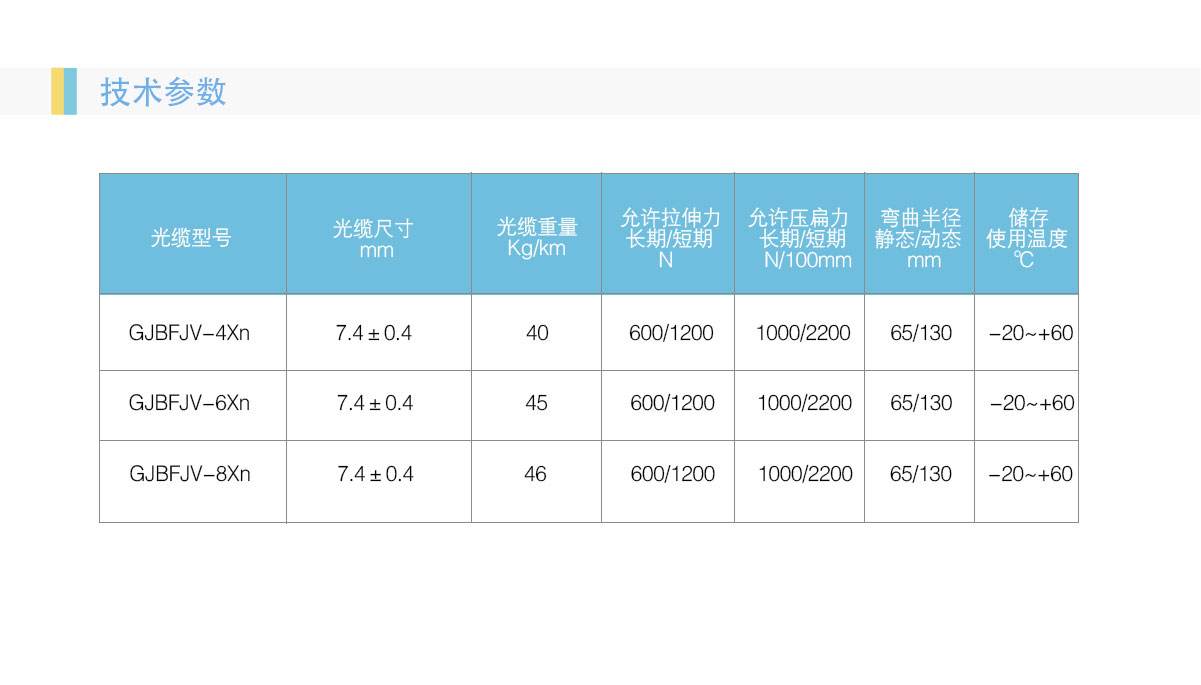 技术参数
光缆型号
光缆尺寸
mm
光缆重量
Kg/km
允许拉伸力
长期/短期
N
允许压扁力
长期/短期
N/100mm
弯曲半径
静态/动态
mm
储存
使用温度
℃
GJBFJV-4Xn 7.4±0.4 40 600/1200 1000/2200 65/130 -20~+60
GJBFJV-6Xn 7.4±0.4 45 600/1200 1000/2200 65/130 -20~+60
GJBFJV-8Xn 7.4±0.4 46 600/1200 1000/2200 65/130 -20~+60